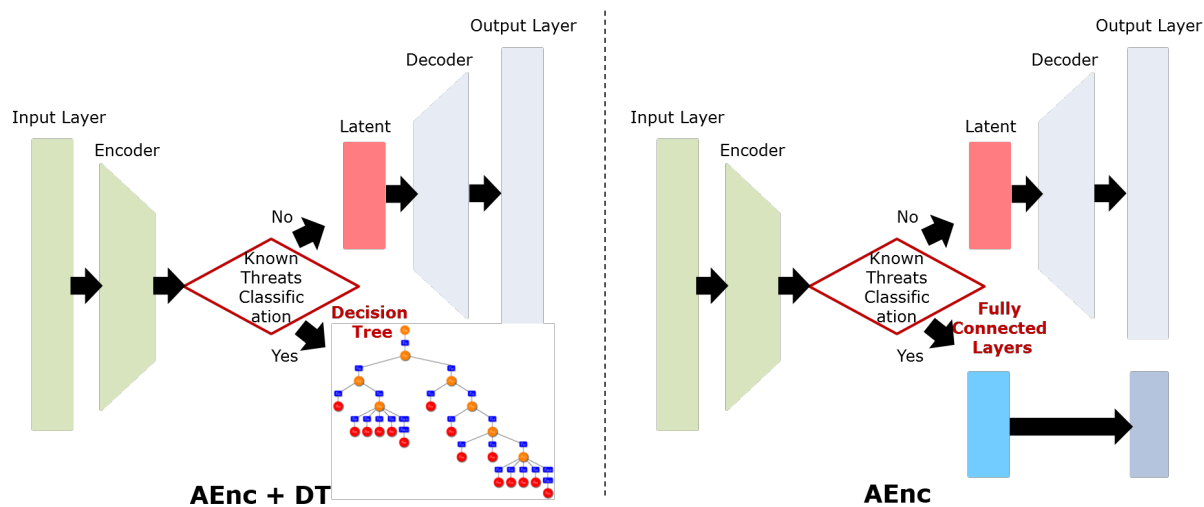 Output Layer
Decoder
Input Layer
Latent
Encoder
No
Known
Threats
Classific
ation
Decision
Tree
Yes
AEnc + DT
Output Layer
Decoder
Input Layer
Latent
Encoder
No
Known
Threats
Classific
ation
Fully
Connected
Layers
Yes
AEnc